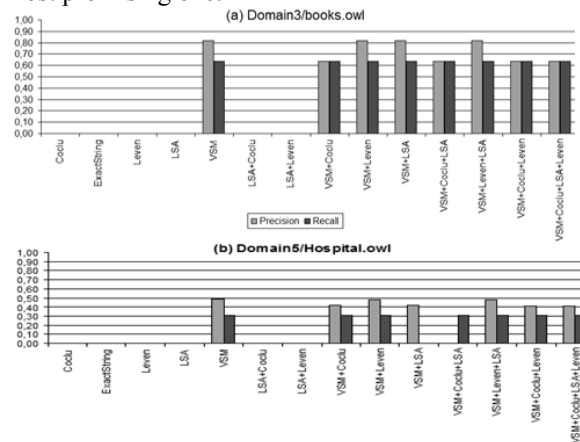 (a) Domain3/books.owl
1,00
0,90
0,80
0,70
0,60
0,50
0,40
0,30
0,20
0,10
0,00
Coclu
ExactString
Leven
LSA
VSM
LSA+Coclu
LSA+Leven
VSM+Coclu
VSM+Leven
VSM+LSA
VSM+Coclu+LSA
VSM+Leven+LSA
VSM+Coclu+Leven
VSM+Coclu+LSA+Leven
Precision Recall
(b) Domain5/Hospital.owl
1,00
0,90
0,80
0,70
0,60
0,50
0,40
0,30
0,20
0,10
0,00
Coclu
ExactString
Leven
LSA
VSM
LSA+Coclu
LSA+Leven
VSM+Coclu
VSM+Leven
VSM+LSA
VSM+Coclu+LSA
VSM+Leven+LSA
VSM+Coclu+Leven
VSM+Coclu+LSA+Leven